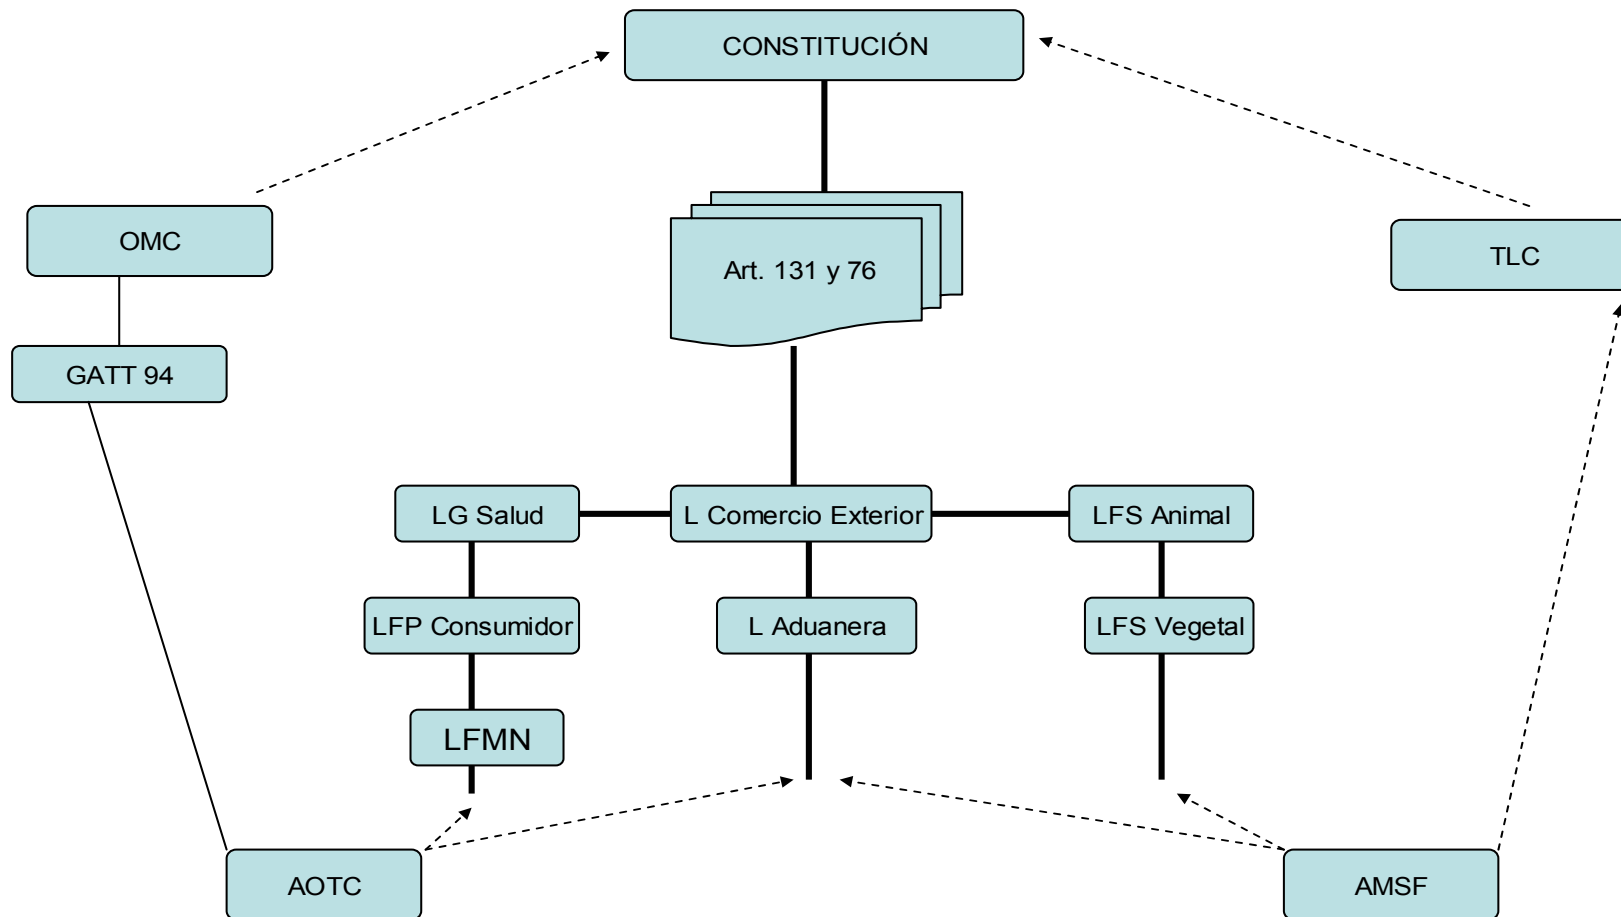 CONSTITUCIÓN
OMC
Art. 131 y 76
TLC
GATT 94
LG Salud
L Comercio Exterior
LFS Animal
LFP Consumidor
L Aduanera
LFS Vegetal
LFMN
AOTC
AMSF